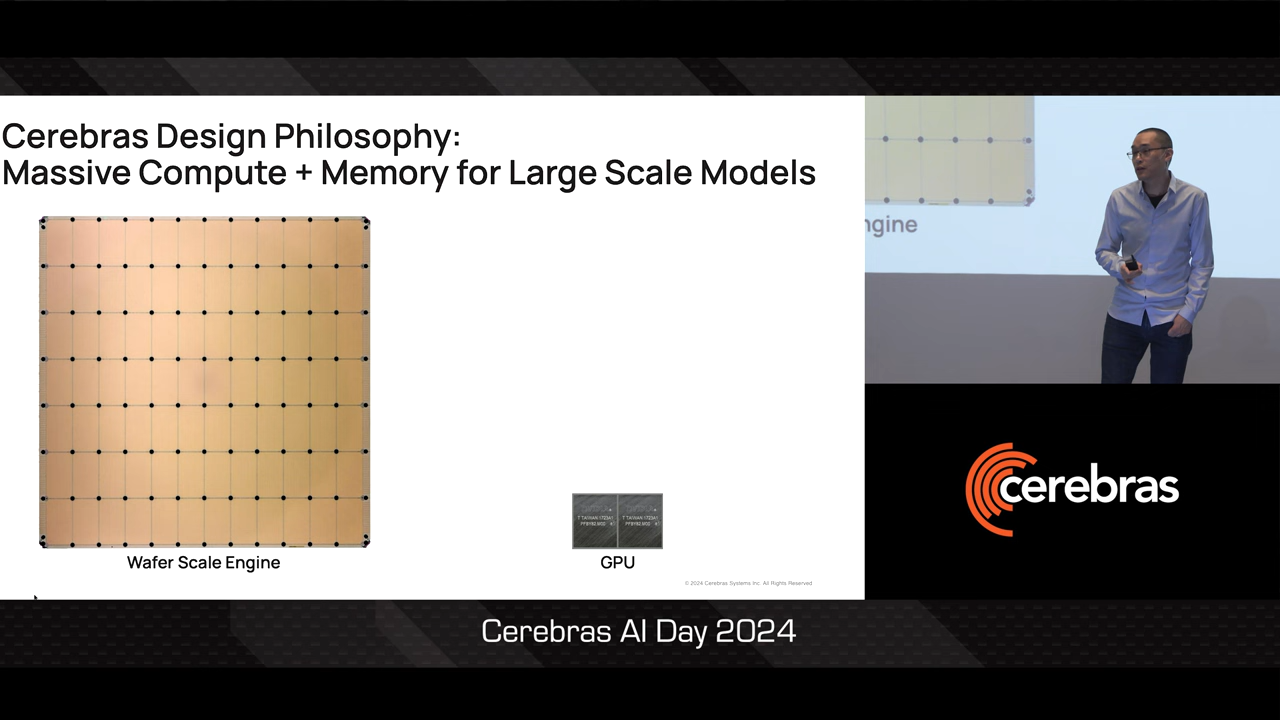 Cerebras Design Philosophy:
Massive Compute + Memory for Large Scale Models
ngine
cerebras
Wafer Scale Engine
GPU
© 2024 Cerebras Systems Inc. All Rights Reserved
Cerebras AI Day 2024